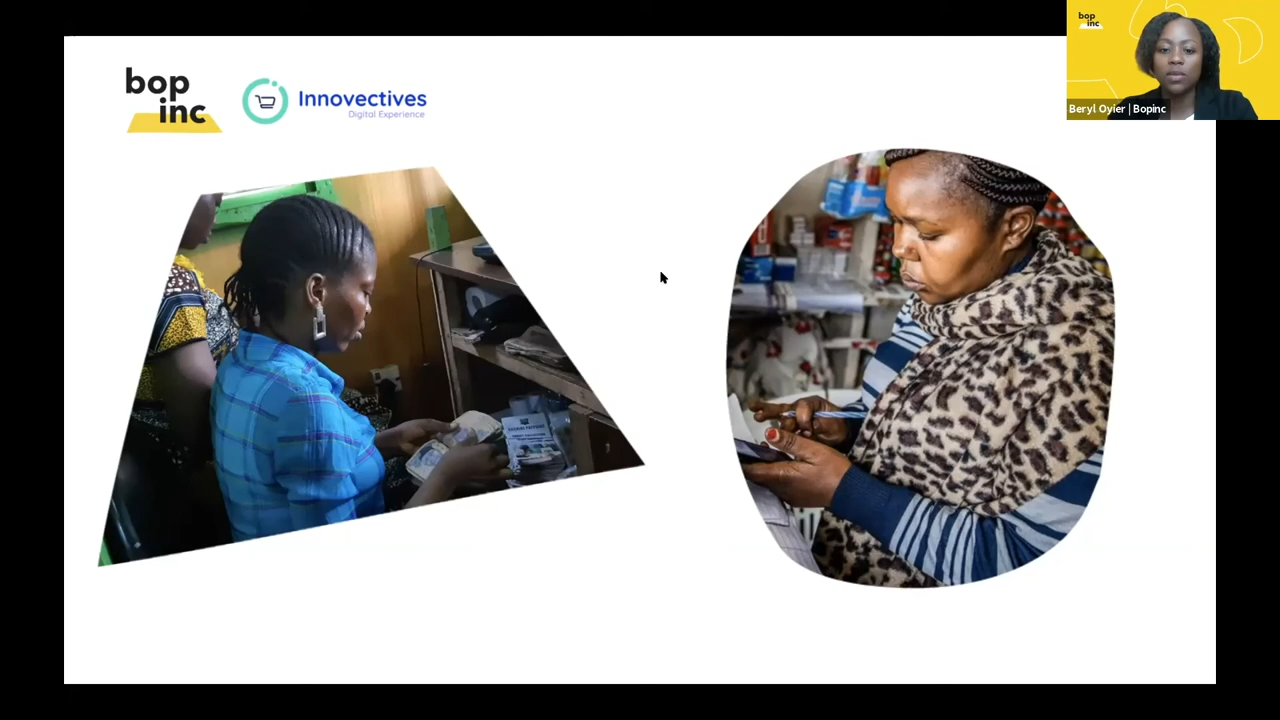 bop
inc
Innovectives
Digital Experience
bop
inc
Beryl Oyier | Bopinc